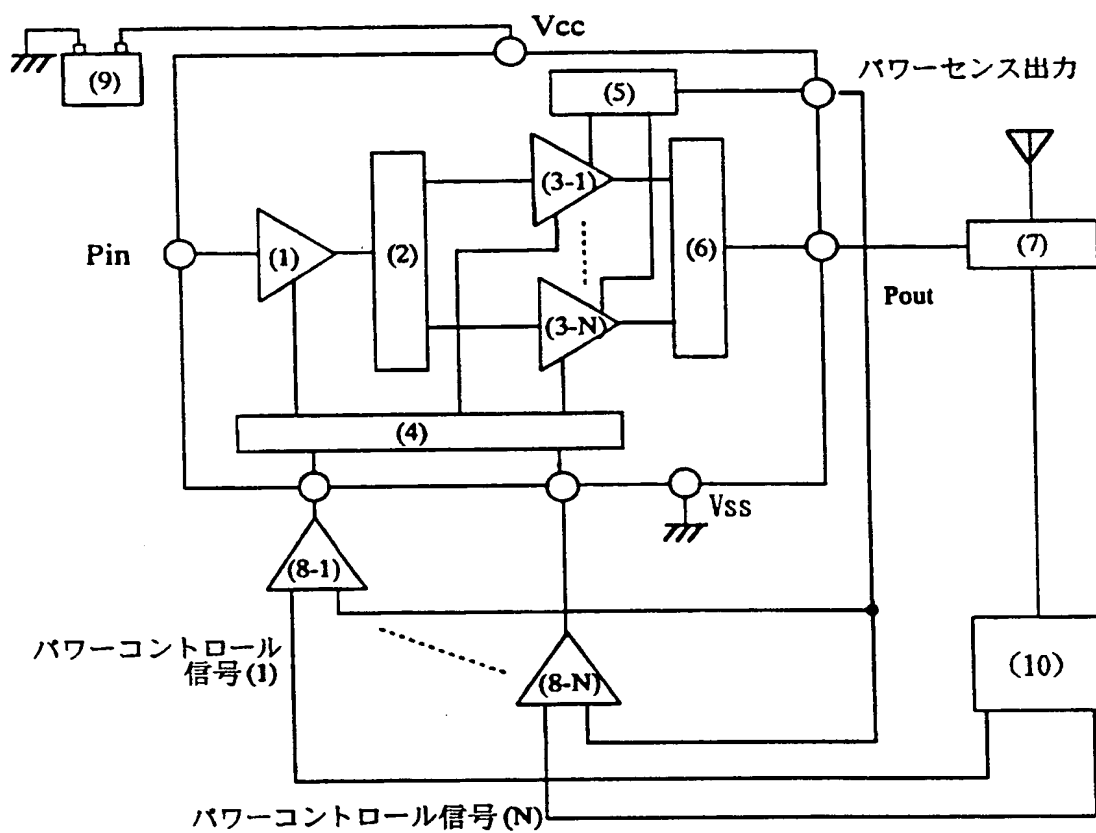 Vcc
(9)
パワーセンス出力
(5)
(3-1)
(7)
Pin
(1)
(2)
(6)
Pout
(3-N)
(4)
Vss
(8-1)
パワーコントロール
信号(1)
(8-N)
(10)
パワーコントロール信号(N)